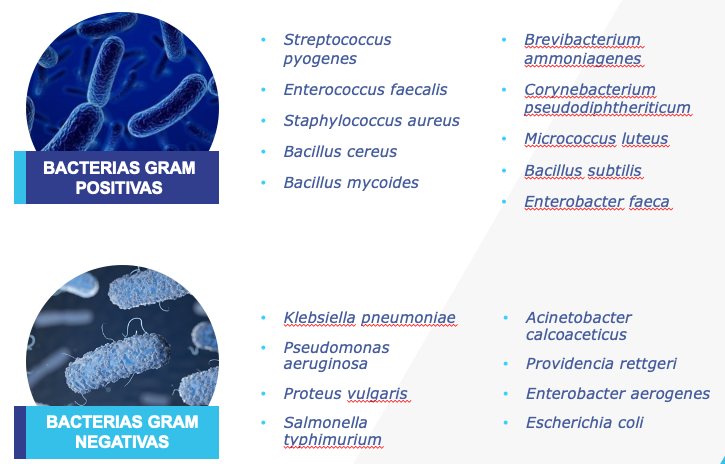 BACTERIAS GRAM
POSITIVAS
Streptococcus
pyogenes
Enterococcus faecalis
Staphylococcus aureus
Bacillus cereus
Bacillus mycoides
Brevibacterium
ammoniagenes
Corynebacterium
pseudodiphtheriticum
Micrococcus luteus
Bacillus subtilis
Enterobacter faeca
BACTERIAS GRAM
NEGATIVAS
Klebsiella pneumoniae
Pseudomonas
aeruginosa
Proteus vulgaris
Salmonella
typhimurium
Acinetobacter
calcoaceticus
Providencia rettgeri
Enterobacter aerogenes
Escherichia coli